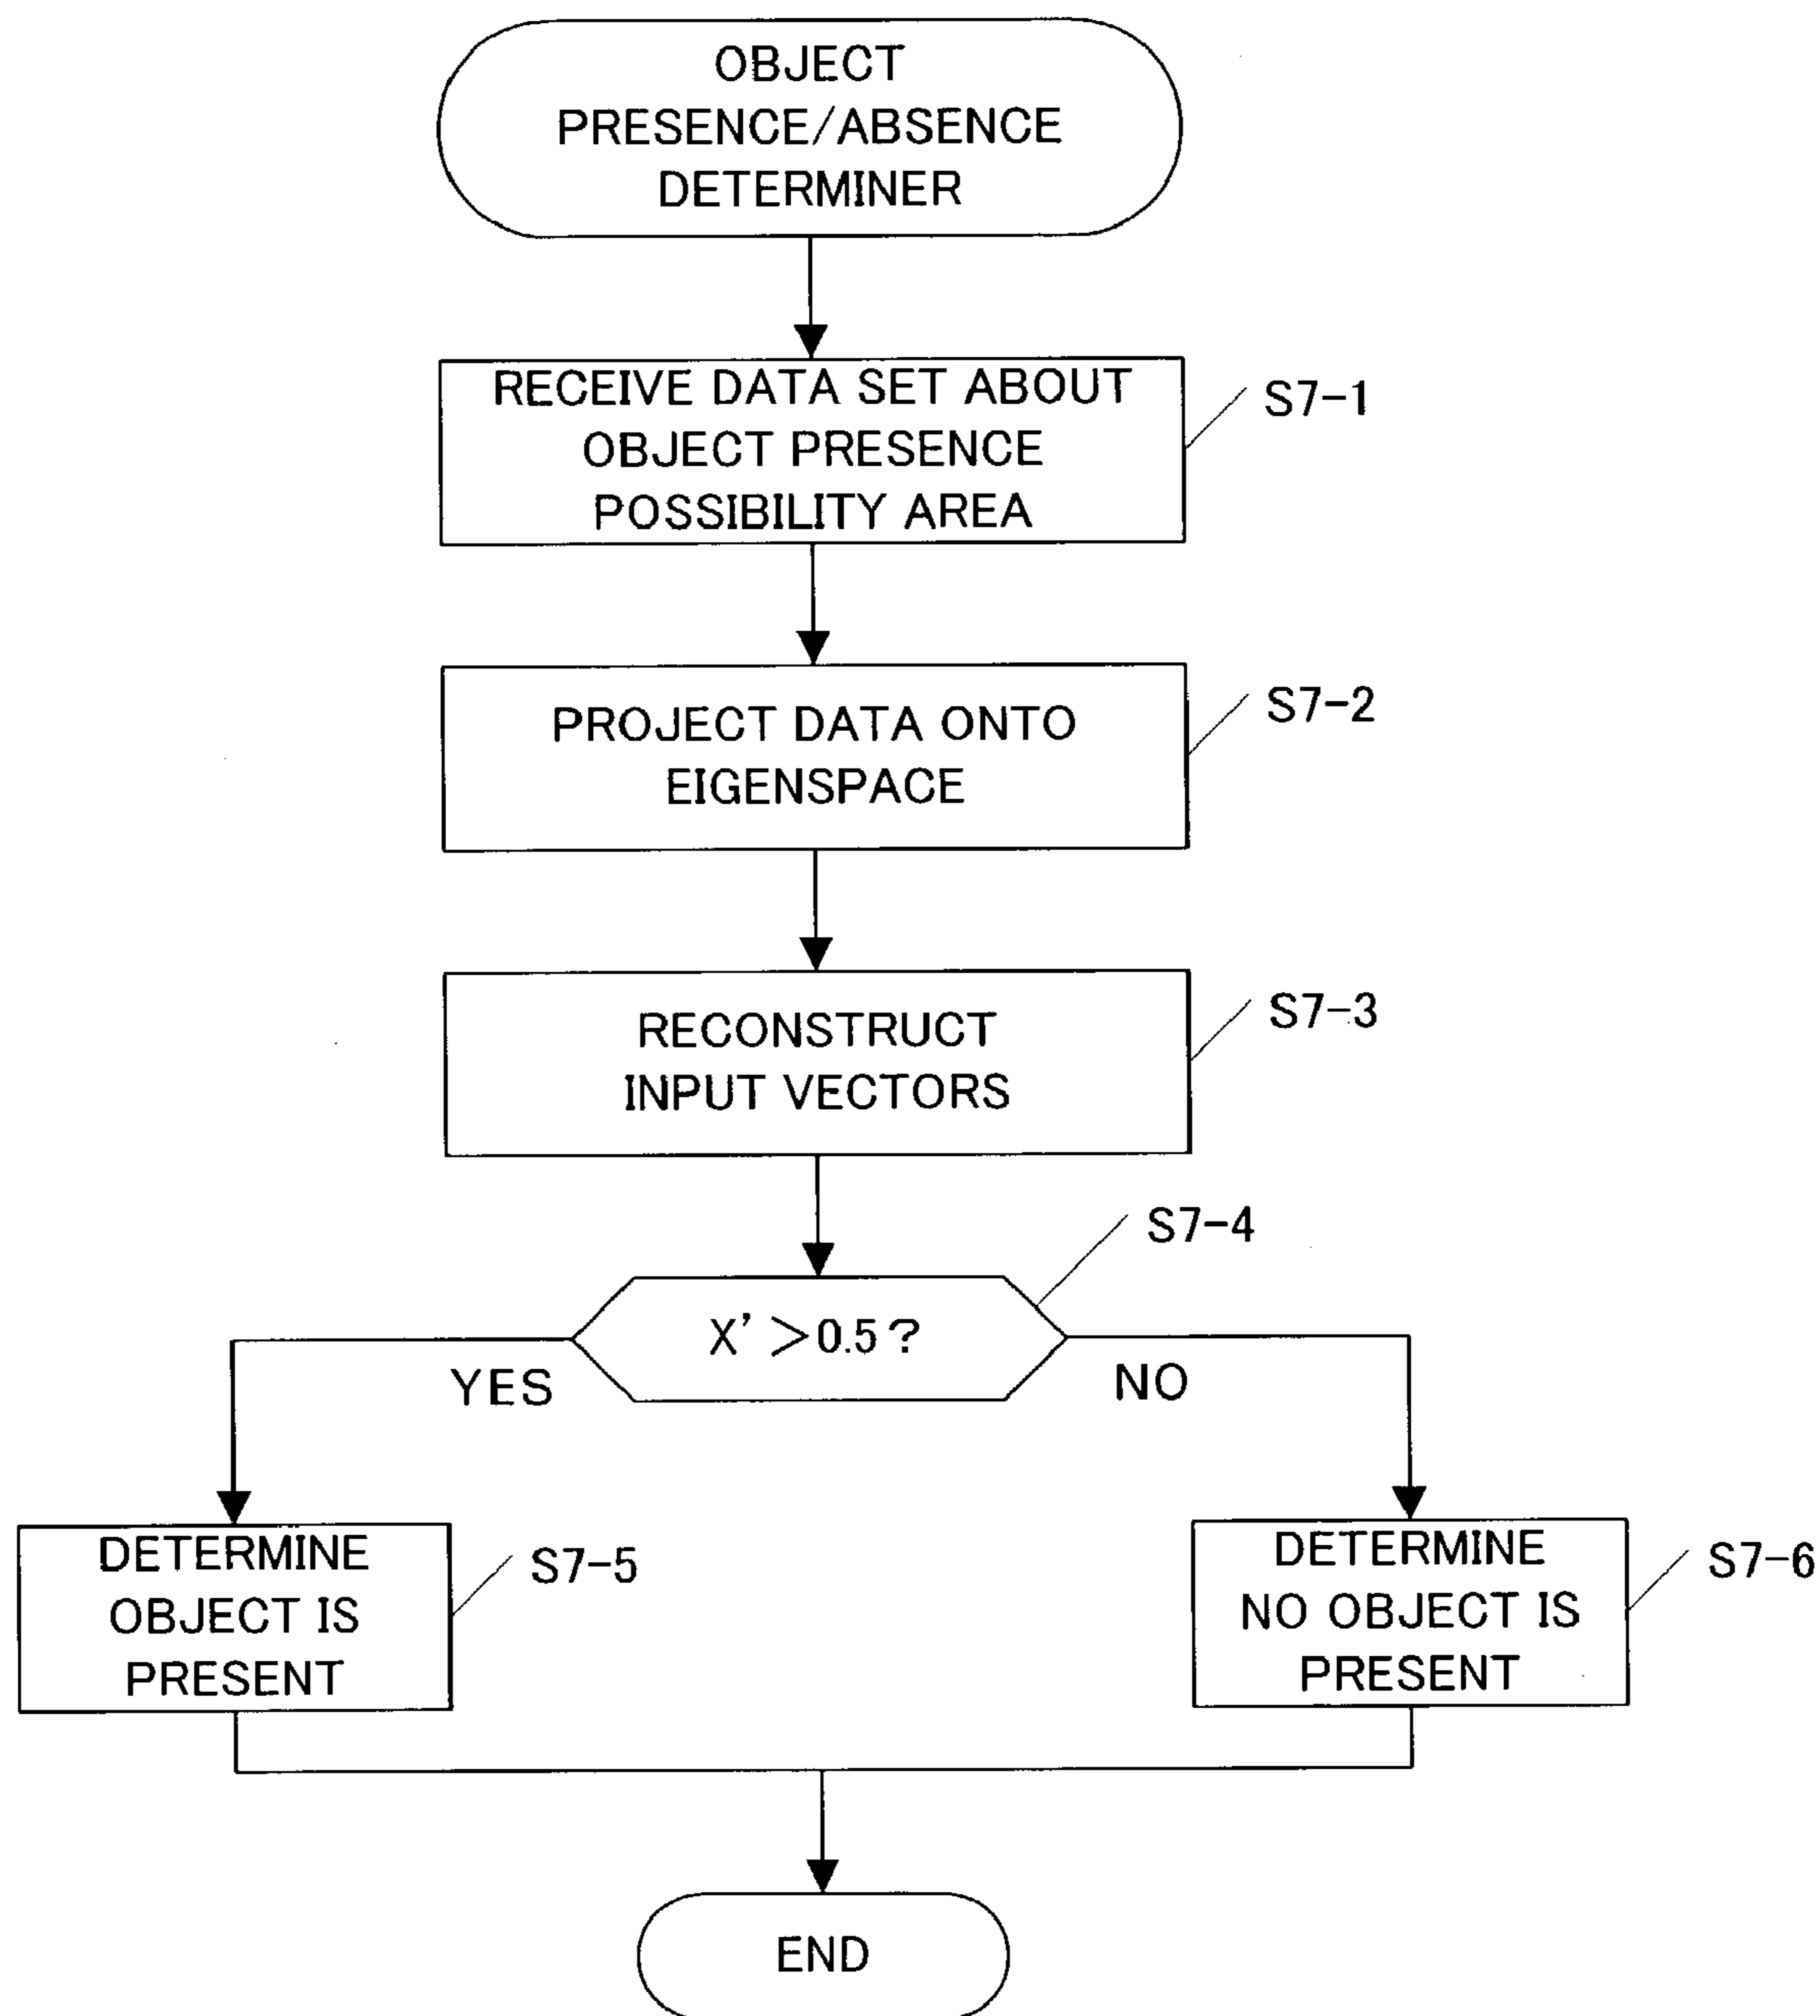 OBJECT
PRESENCE/ABSENCE
DETERMINER
RECEIVE DATA SET ABOUT
OBJECT PRESENCE
POSSIBILITY AREA
S7-1
PROJECT DATA ONTO
EIGENSPACE
S7-2
RECONSTRUCT
INPUT VECTORS
S7-3
S7-4
X' >0.5?
YES
NO
DETERMINE
OBJECT IS
PRESENT
S7-5
DETERMINE
NO OBJECT IS
PRESENT
S7-6
END